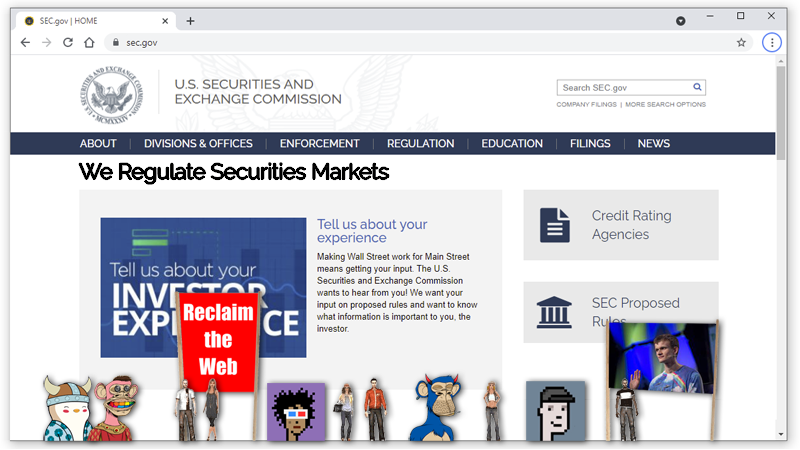 SEC.gov | HOME
sec.gov
U.S. SECURITIES AND
EXCHANGE COMMISSION
Search SEC.gov
COMPANY FILINGS | MORE SEARCH OPTIONS
ABOUT | DIVISIONS & OFFICES | ENFORCEMENT | REGULATION | EDUCATION | FILINGS | NEWS
We Regulate Securities Markets
Tell us about your
INVESTOR
EXPERIENCE
Tell us about your
experience
Making Wall Street work for Main Street
means getting your input. The U.S.
Securities and Exchange Commission
wants to hear from you! We want your
input on proposed rules and want to know
what information is important to you, the
investor.
Credit Rating
Agencies
SEC Proposed
Rules
Reclaim
the
Web